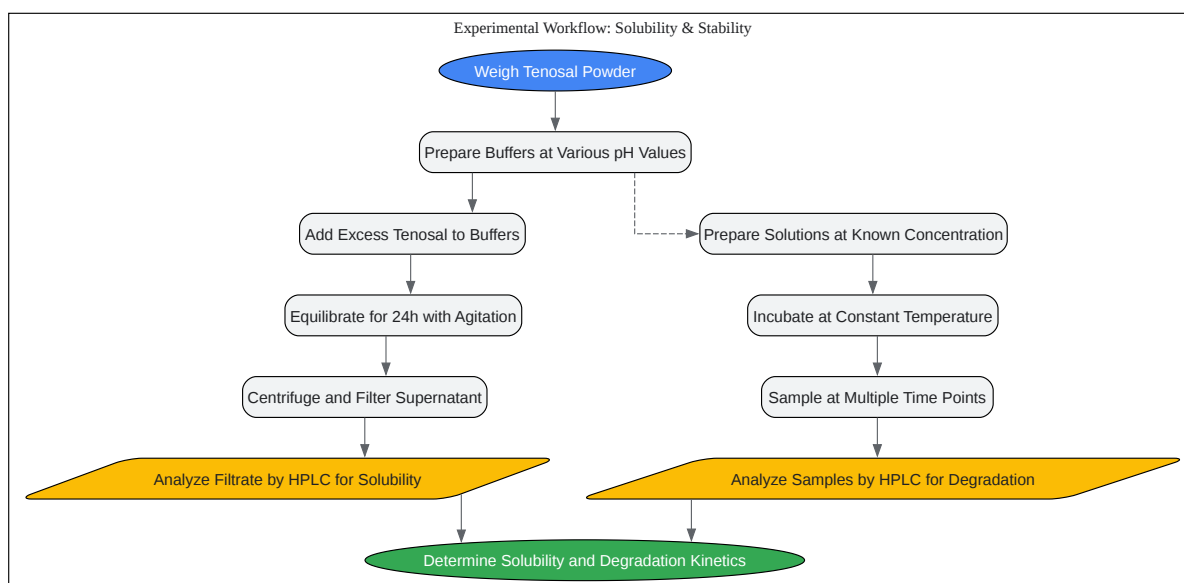 Experimental Workflow: Solubility & Stability
Weigh Tenosal Powder
Prepare Buffers at Various pH Values
Add Excess Tenosal to Buffers
Prepare Solutions at Known Concentration
Equilibrate for 24h with Agitation
Incubate at Constant Temperature
Centrifuge and Filter Supernatant
Sample at Multiple Time Points
Analyze Filtrate by HPLC for Solubility
Analyze Samples by HPLC for Degradation
Determine Solubility and Degradation Kinetics